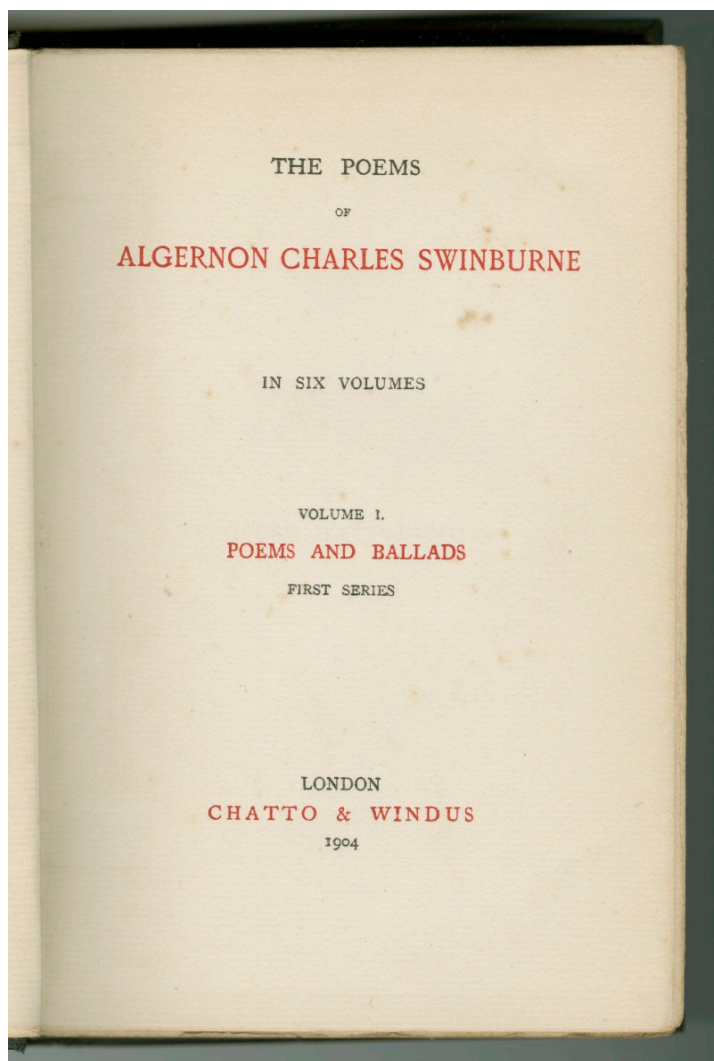 THE POEMS
OF
ALGERNON CHARLES SWINBURNE
IN SIX VOLUMES
VOLUME I.
POEMS AND BALLADS
FIRST SERIES
LONDON
CHATTO & WINDUS
1904